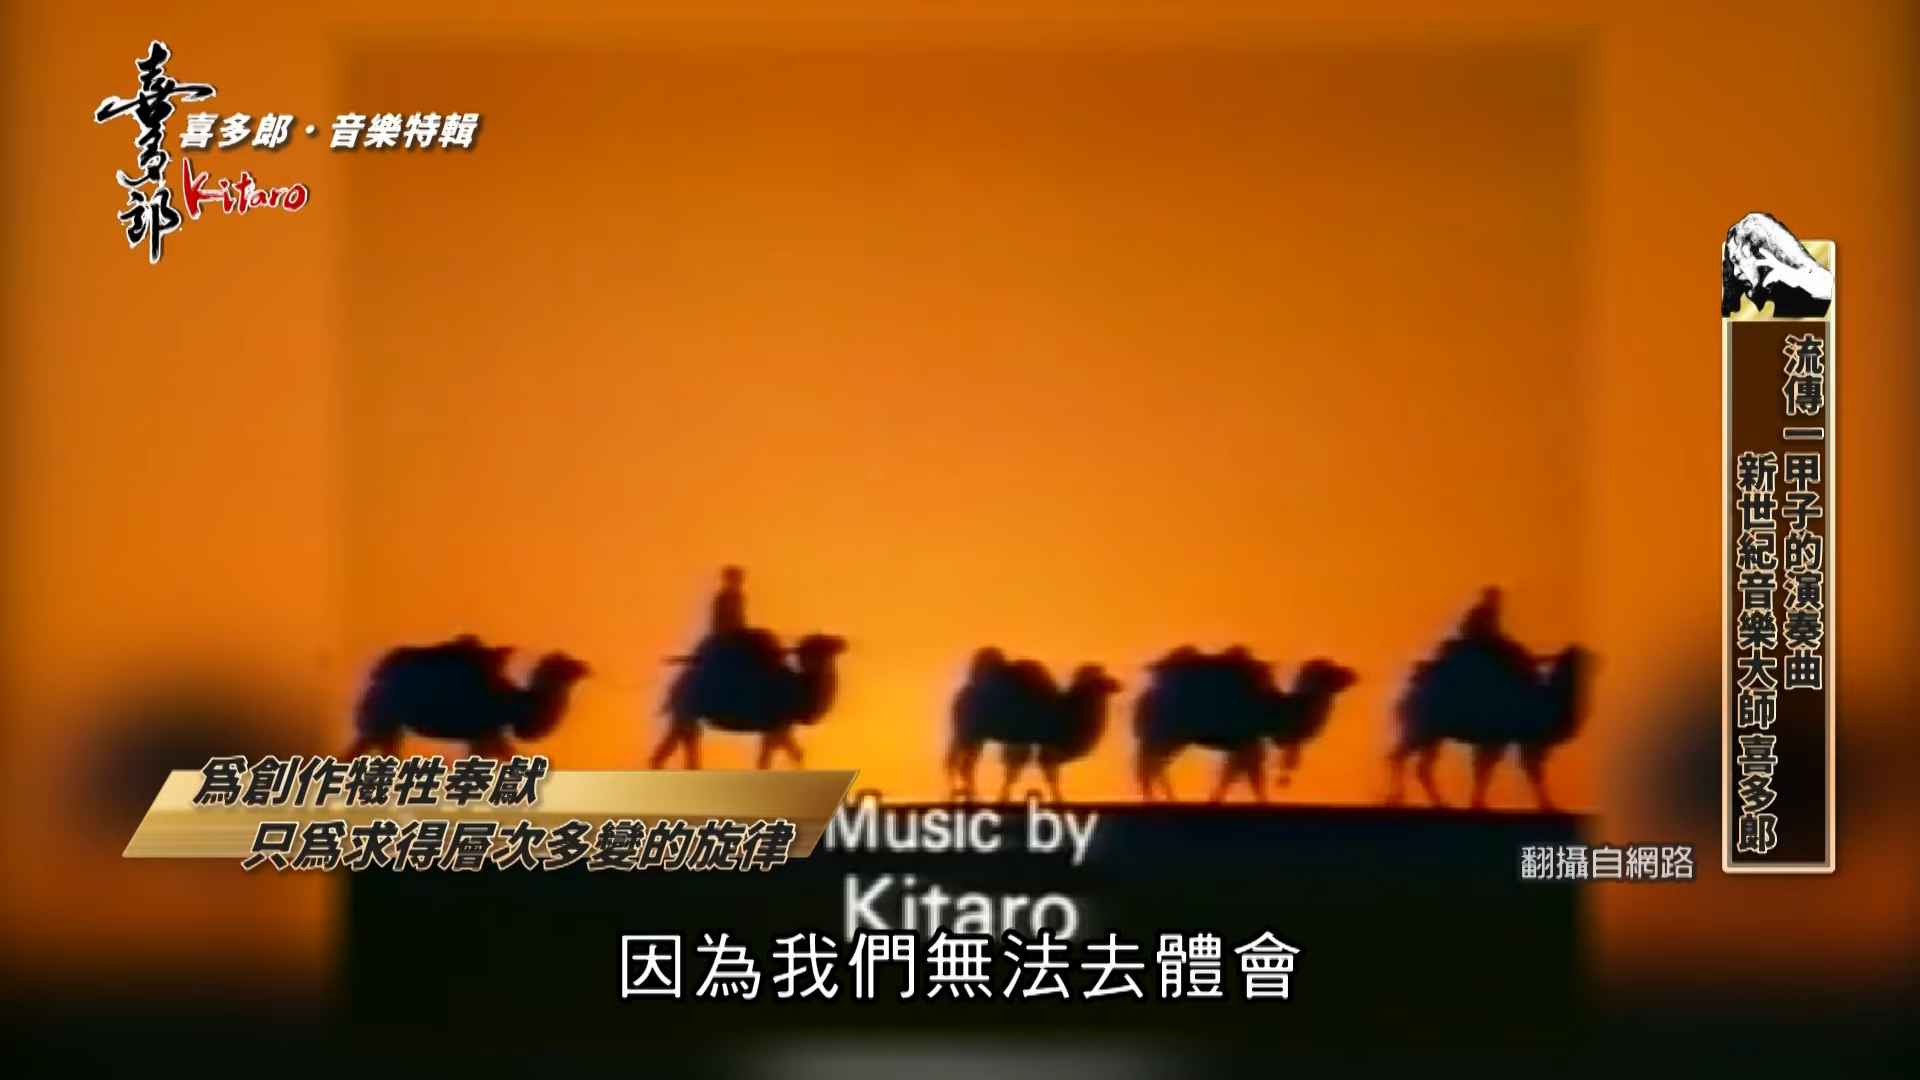 喜多郎
喜多郎·音樂特輯
Kitaro
流傳一甲子的演奏曲
新世紀音樂大師 喜多郎
為創作犧牲奉獻
只為求得層次多變的旋律
Music by
Kitaro
翻攝自網路
因為我們無法去體會